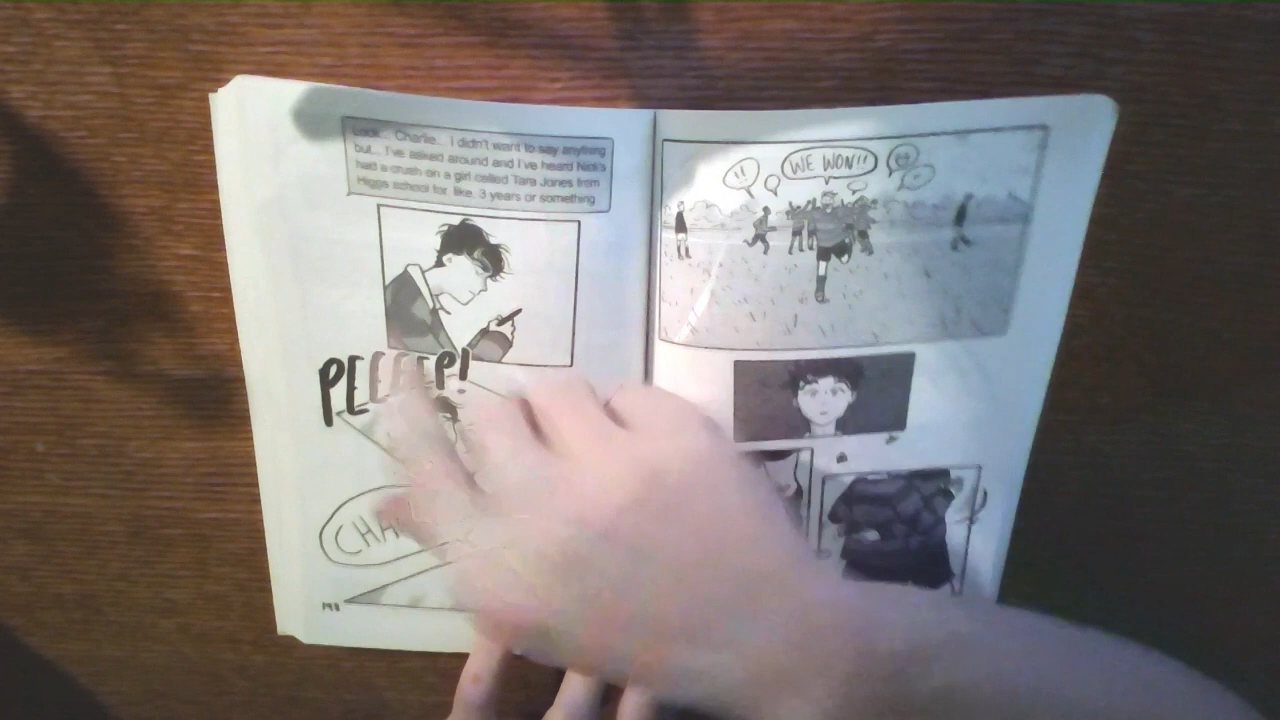 Look... Charlie... I didn't want to say anything
but... I've asked around and I've heard Nick's
had a crush on a girl called Tara Jones from
Higgs school for, like, 3 years or something
PEEEEP!
CHA
!!
WE WON!!